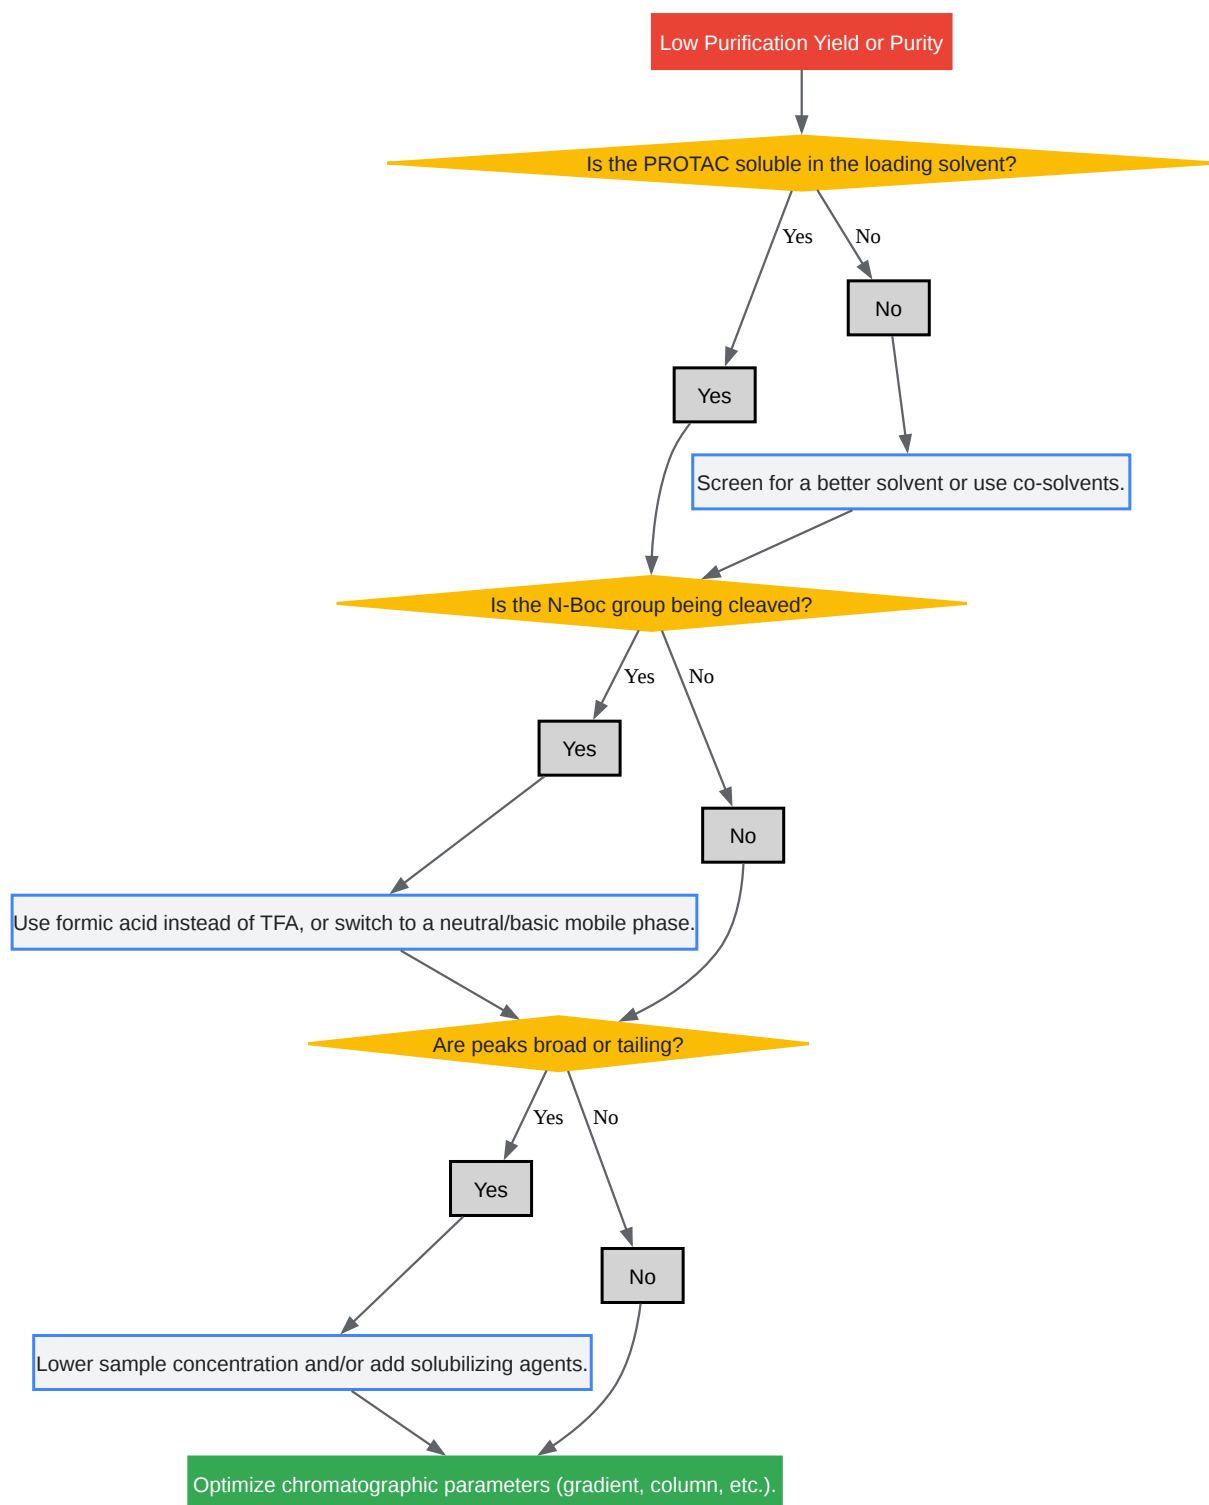 Low Purification Yield or Purity
Is the PROTAC soluble in the loading solvent?
Yes
No
No
Yes
Screen for a better solvent or use co-solvents.
Is the N-Boc group being cleaved?
Yes
No
Yes
No
Use formic acid instead of TFA, or switch to a neutral/basic mobile phase.
Are peaks broad or tailing?
Yes
No
Yes
No
Lower sample concentration and/or add solubilizing agents.
Optimize chromatographic parameters (gradient, column, etc.).